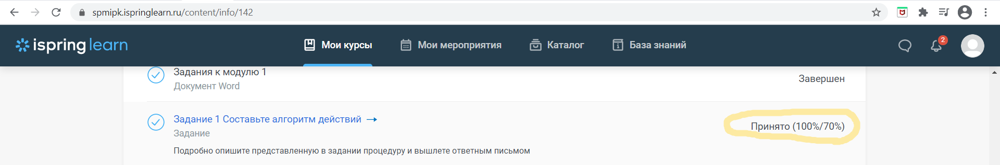 spmipk.ispringlearn.ru/content/info/142
ispring learn
Мои курсы
Мои мероприятия
Каталог
База знаний
2
Задания к модулю 1
Завершен
Документ Word
Задание 1 Составьте алгоритм действий →
Принято (100%/70%)
Задание
Подробно опишите представленную в задании процедуру и вышлете ответным письмом